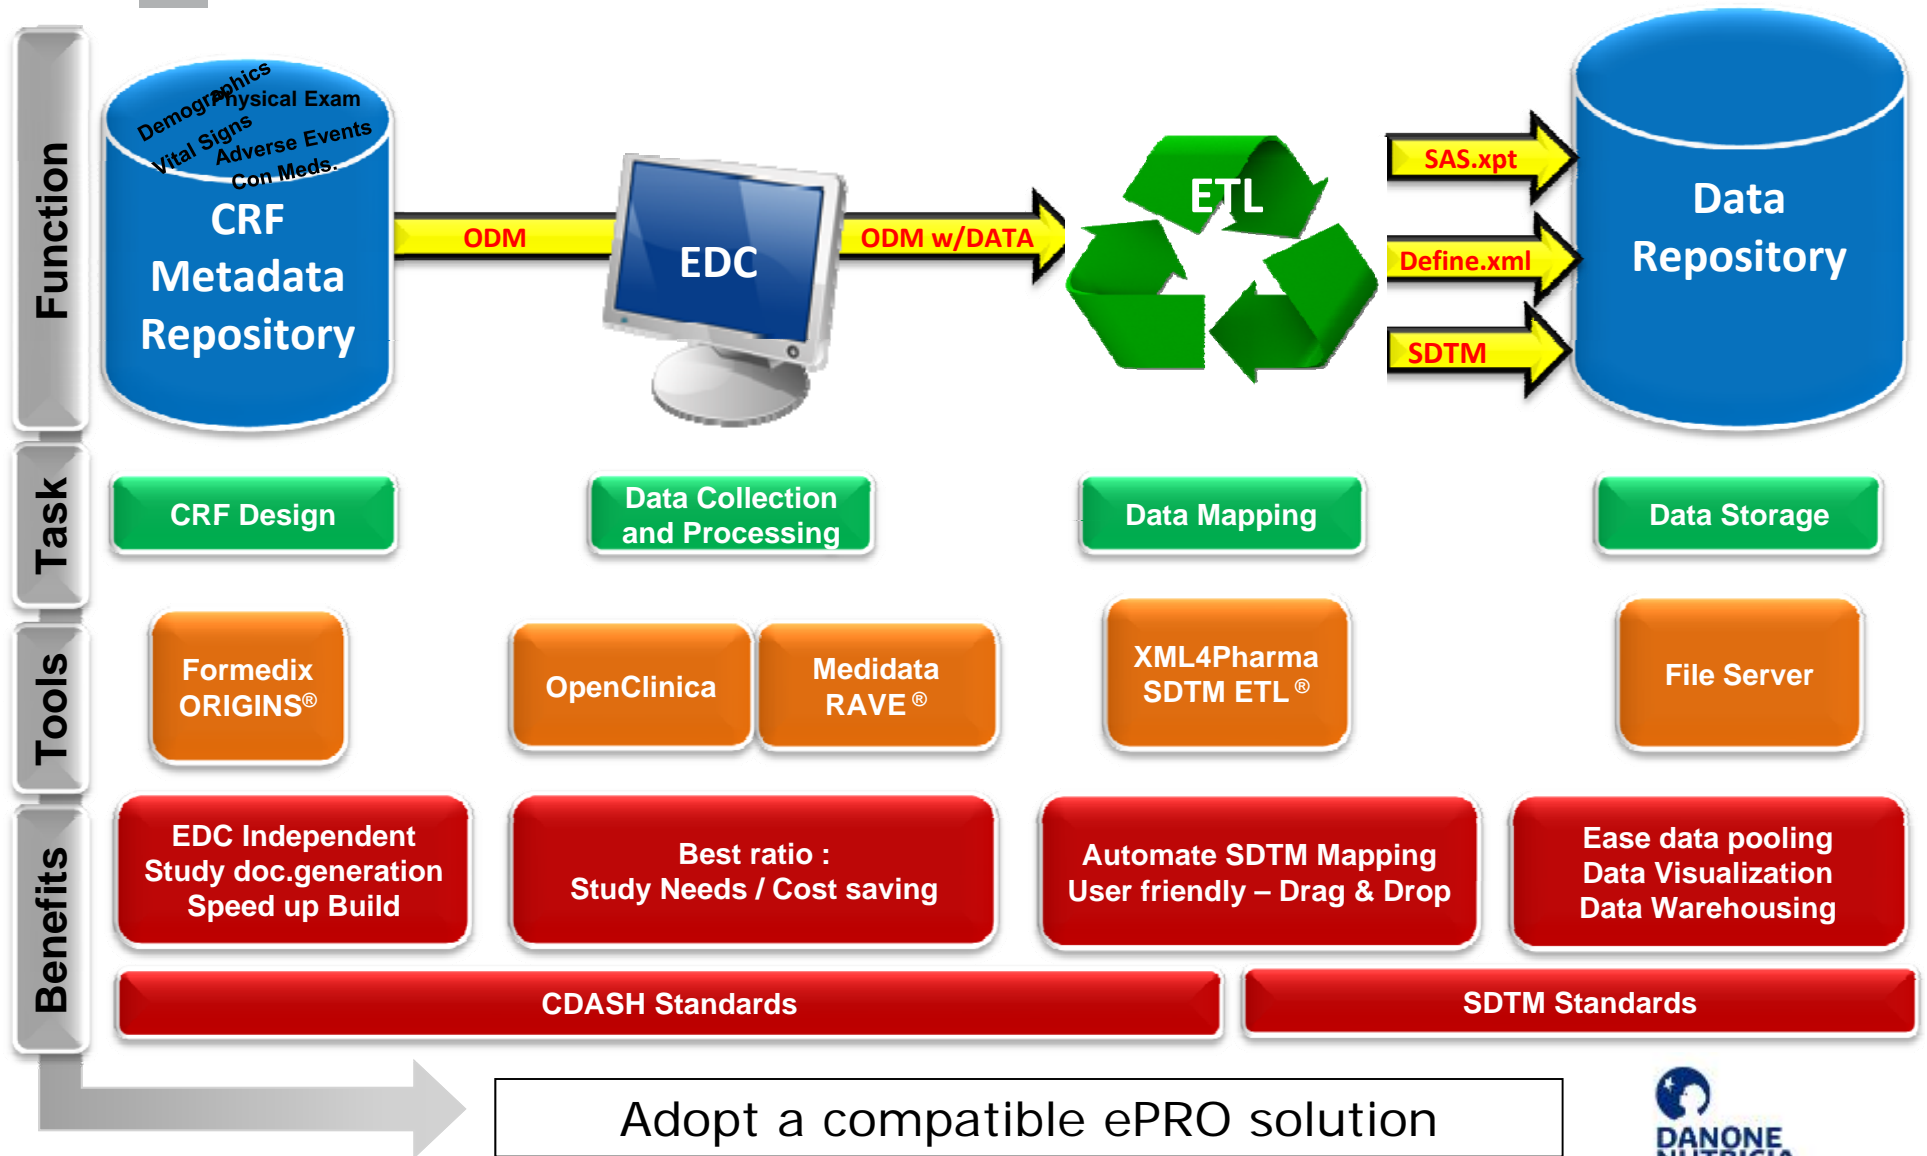 Function
Demographics
Physical Exam
Vital Signs
Adverse Events
Con Meds.
CRF
Metadata
Repository
ODM
EDC
ODM w/DATA
ETL
SAS.xpt
Define.xml
SDTM
Data
Repository
Task
CRF Design
Data Collection
and Processing
Data Mapping
Data Storage
Tools
Formedix
ORIGINS®
OpenClinica
Medidata
RAVE ®
XML4Pharma
SDTM ETL ®
File Server
Benefits
EDC Independent
Study doc.generation
Speed up Build
Best ratio :
Study Needs / Cost saving
Automate SDTM Mapping
User friendly – Drag & Drop
Ease data pooling
Data Visualization
Data Warehousing
CDASH Standards
SDTM Standards
Adopt a compatible ePRO solution
DANONE
NUTRICIA